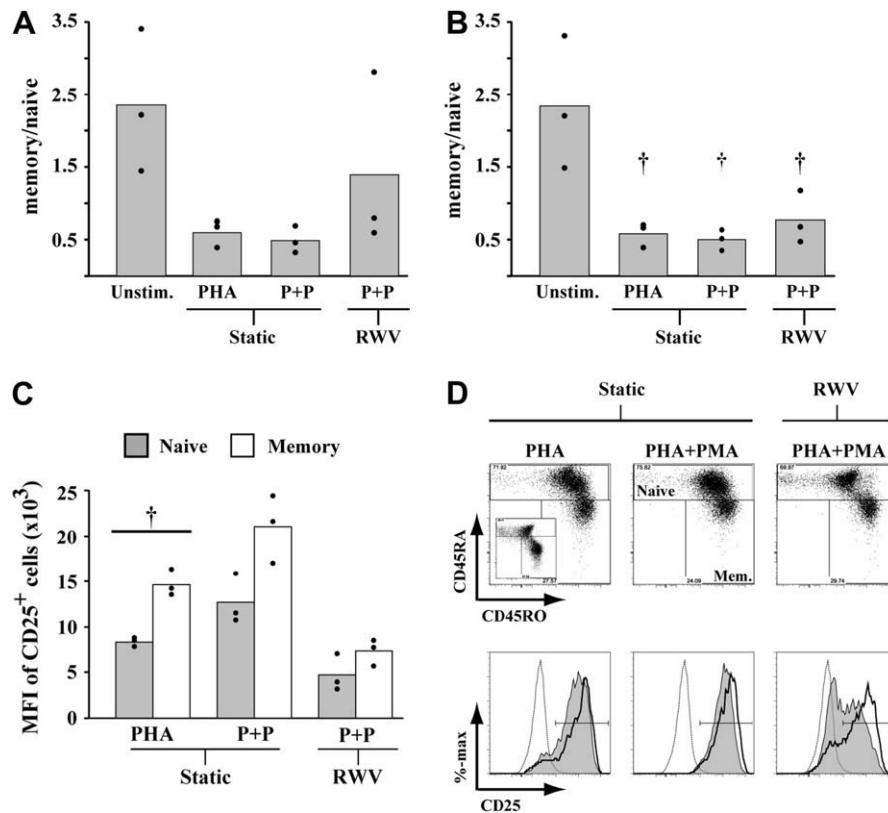 A
memory/naive
3.5
2.5
1.5
0.5
†
Unstim. PHA P+P P+P
Static RWV
B
memory/naive
3.5
2.5
1.5
0.5
† † †
Unstim. PHA P+P P+P
Static RWV
C
Naive Memory
MFI of CD25+ cells (x10³)
25
20
15
10
5
0
†
PHA P+P P+P
Static RWV
D
Static RWV
PHA PHA+PMA PHA+PMA
71.92 75.82 69.97
Naive
Mem.
27.57 24.09 29.74
CD45RA
CD45RO
%-max
CD25